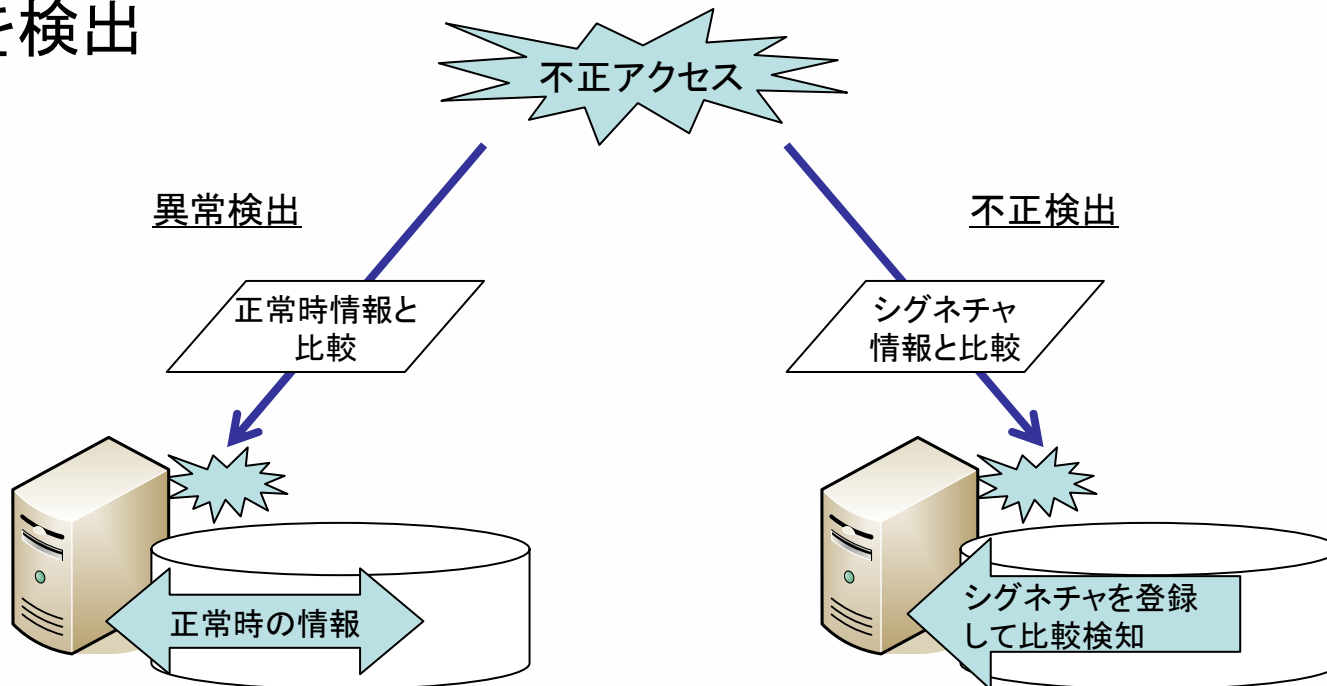 を検出
不正アクセス
異常検出
不正検出
正常時情報と
比較
シグネチャ
情報と比較
正常時の情報
シグネチャを登録
して比較検知